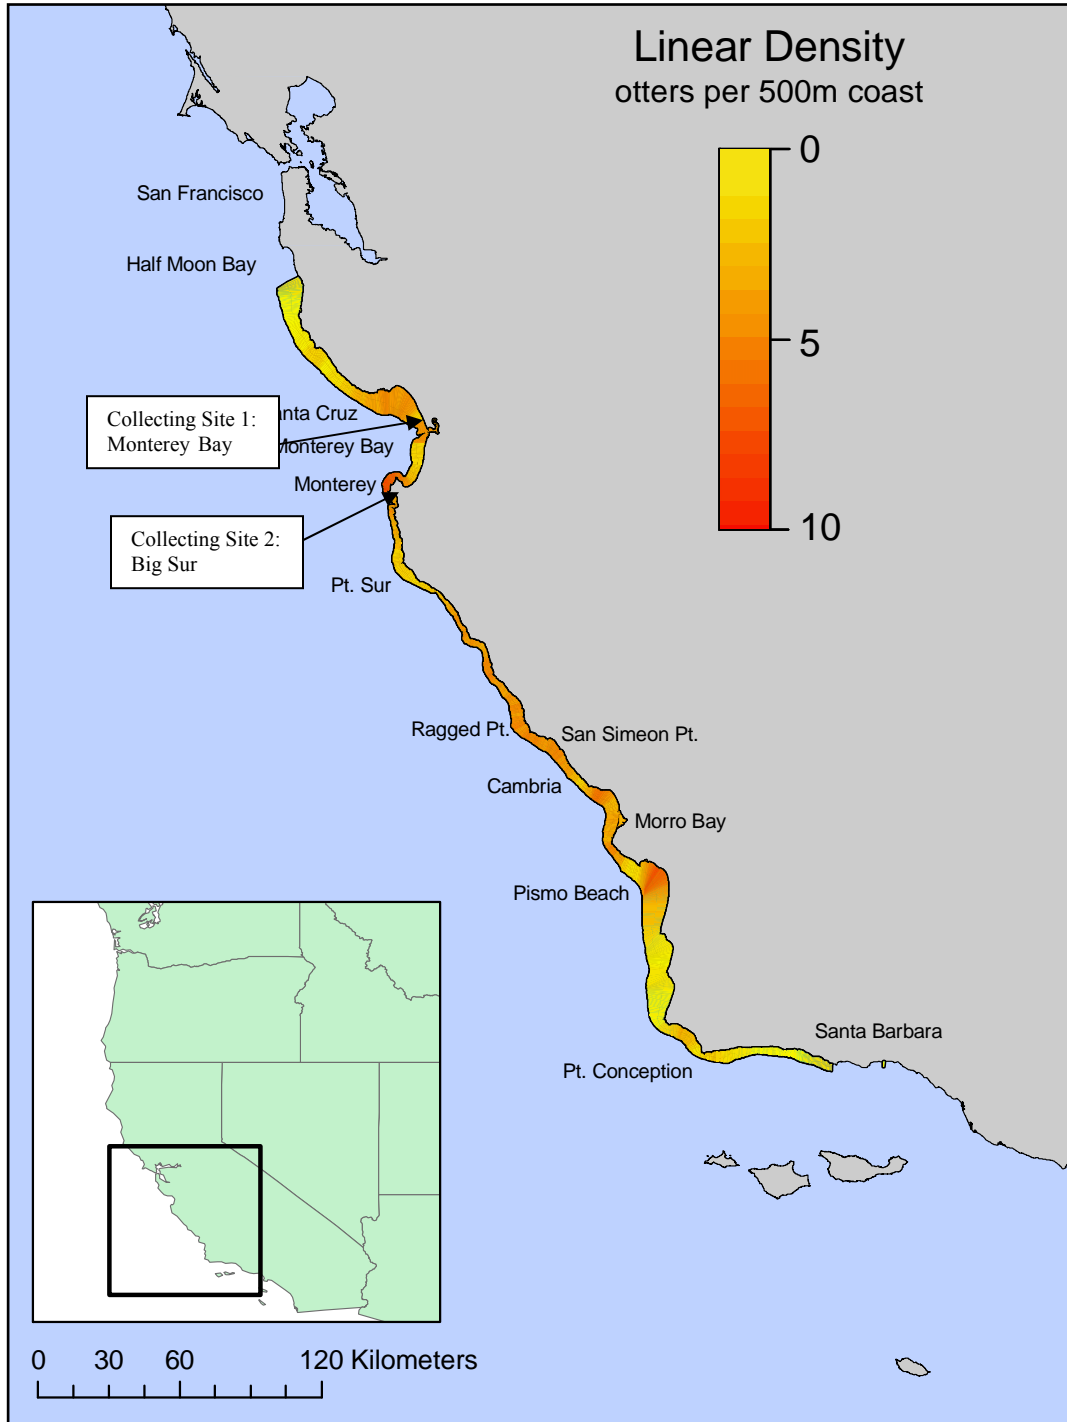 Linear Density
otters per 500m coast
0
5
10
San Francisco
Half Moon Bay
Collecting Site 1:
Monterey Bay
anta Cruz
Monterey Bay
Monterey
Collecting Site 2:
Big Sur
Pt. Sur
Ragged Pt.
San Simeon Pt.
Cambria
Morro Bay
Pismo Beach
Santa Barbara
Pt. Conception
0 30 60 120 Kilometers